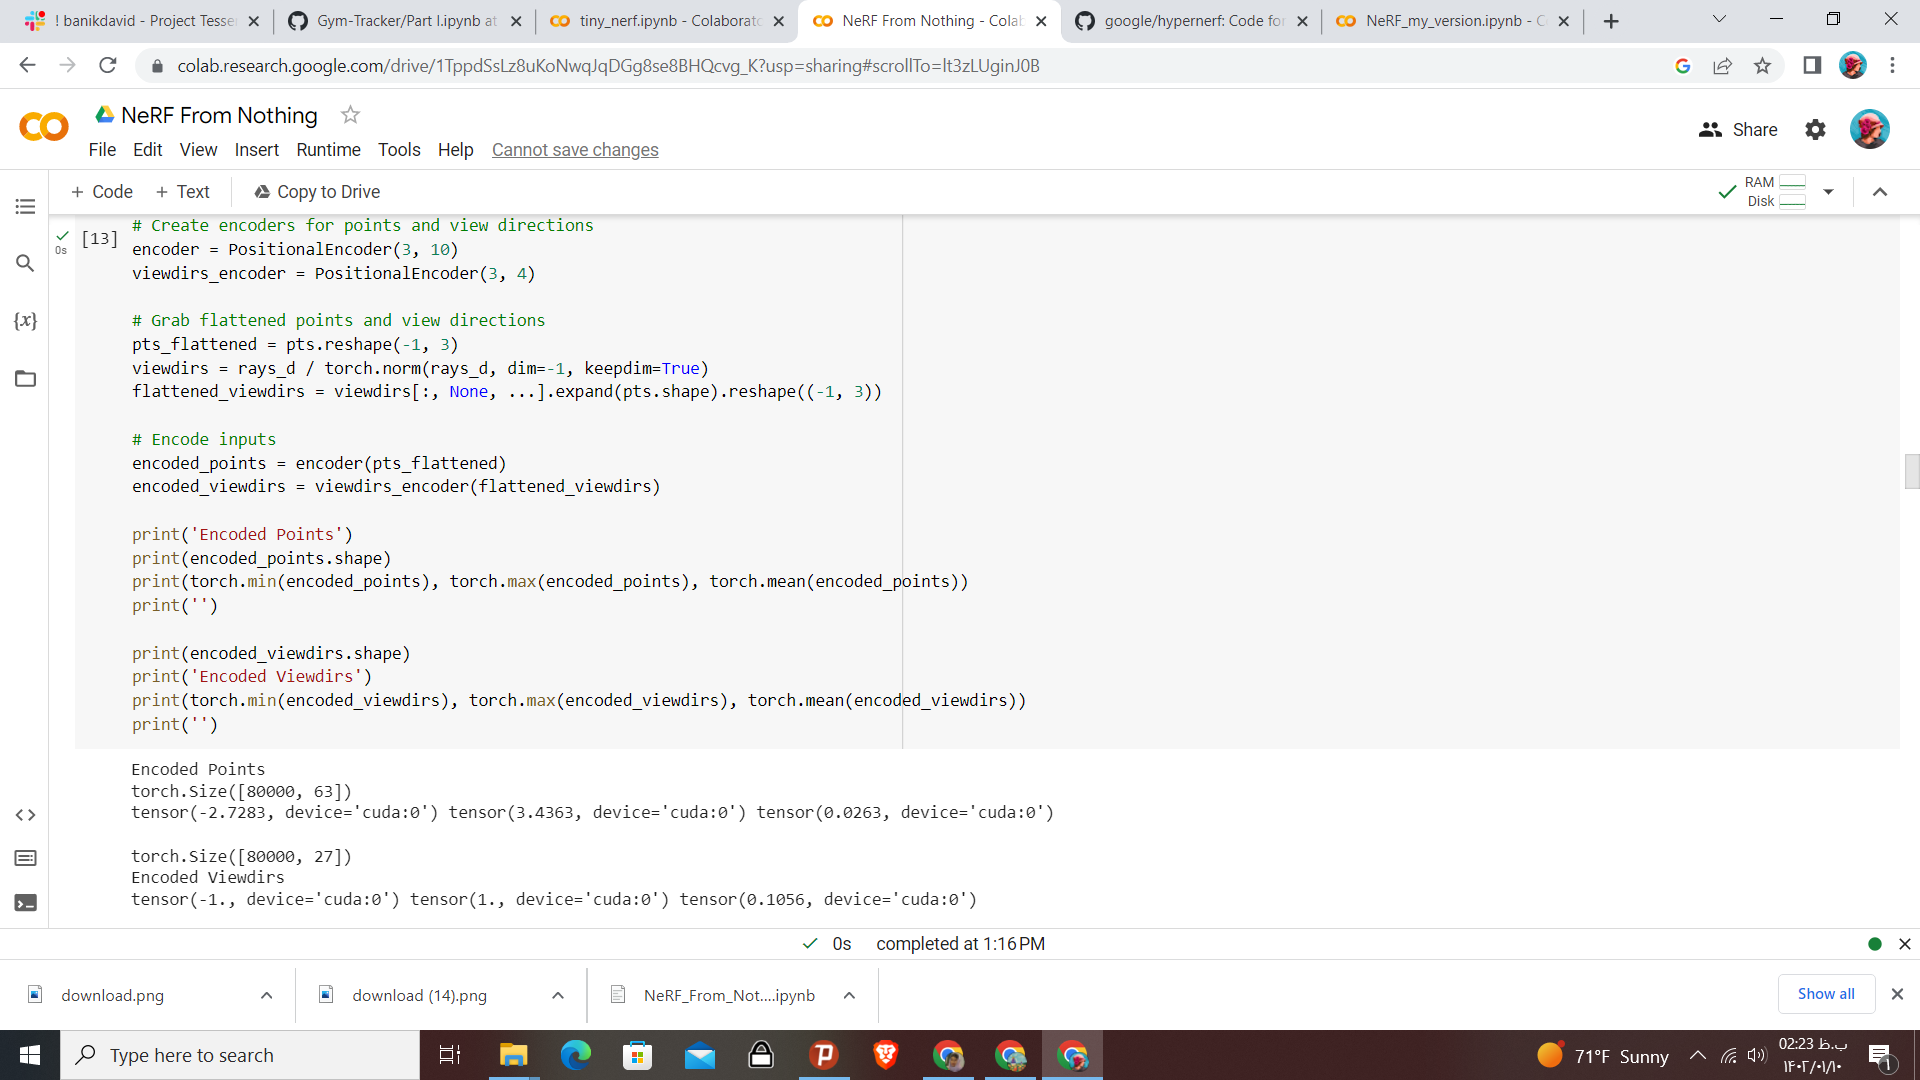 ! banikdavid - Project Tesse
Gym-Tracker/Part I.ipynb at
tiny_nerf.ipynb - Colaborato
NeRF From Nothing - Colab
google/hypernerf: Code for
NeRF_my_version.ipynb - C
colab.research.google.com/drive/1TppdSsLz8uKoNwqJqDGg8se8BHQcvg_K?usp=sharing#scrollTo=lt3zLUginJ0B
NeRF From Nothing
Share
File Edit View Insert Runtime Tools Help Cannot save changes
+ Code + Text Copy to Drive
RAM
Disk
[13]
0s
# Create encoders for points and view directions
encoder = PositionalEncoder(3, 10)
viewdirs_encoder = PositionalEncoder(3, 4)
# Grab flattened points and view directions
pts_flattened = pts.reshape(-1, 3)
viewdirs = rays_d / torch.norm(rays_d, dim=-1, keepdim=True)
flattened_viewdirs = viewdirs[:, None, ...].expand(pts.shape).reshape((-1, 3))
# Encode inputs
encoded_points = encoder(pts_flattened)
encoded_viewdirs = viewdirs_encoder(flattened_viewdirs)
print('Encoded Points')
print(encoded_points.shape)
print(torch.min(encoded_points), torch.max(encoded_points), torch.mean(encoded_points))
print('')
print(encoded_viewdirs.shape)
print('Encoded Viewdirs')
print(torch.min(encoded_viewdirs), torch.max(encoded_viewdirs), torch.mean(encoded_viewdirs))
print('')
Encoded Points
torch.Size([80000, 63])
tensor(-2.7283, device='cuda:0') tensor(3.4363, device='cuda:0') tensor(0.0263, device='cuda:0')
torch.Size([80000, 27])
Encoded Viewdirs
tensor(-1., device='cuda:0') tensor(1., device='cuda:0') tensor(0.1056, device='cuda:0')
0s completed at 1:16 PM
download.png
download (14).png
NeRF_From_Not....ipynb
Show all
Type here to search
71°F Sunny
02:23 ب.ظ
۱۴۰۲/۰۱/۱۰
1